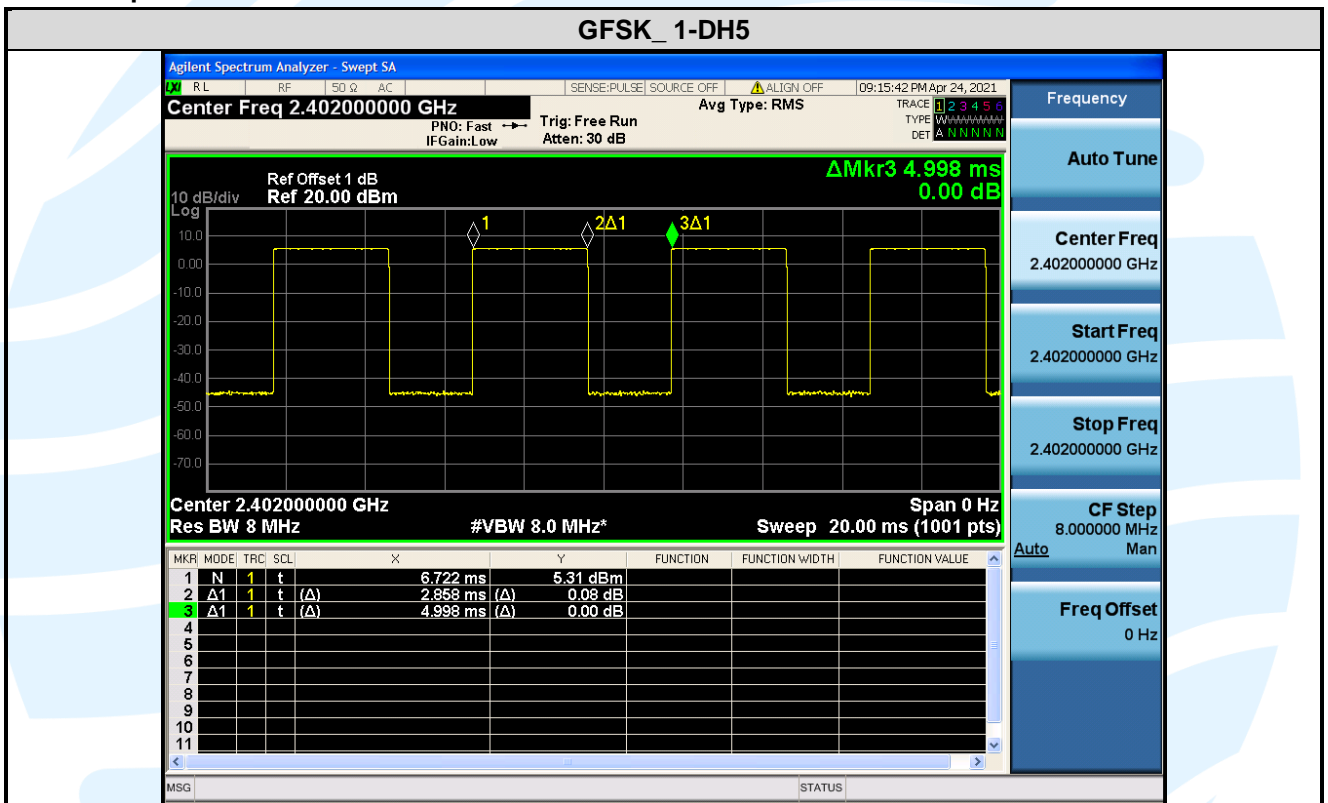 GFSK_ 1-DH5
Agilent Spectrum Analyzer - Swept SA
LXI RL RF 50 Ω AC SENSE:PULSE SOURCE OFF ALIGN OFF 09:15:42 PM Apr 24, 2021
Center Freq 2.402000000 GHz
PNO: Fast
IFGain:Low
Trig: Free Run
Atten: 30 dB
Avg Type: RMS
TRACE 1 2 3 4 5 6
TYPE
DET A N N N N N
ΔMkr3 4.998 ms
0.00 dB
Ref Offset 1 dB
10 dB/div Ref 20.00 dBm
Log
10.0
0.00
-10.0
-20.0
-30.0
-40.0
-50.0
-60.0
-70.0
1
2Δ1
3Δ1
Center 2.402000000 GHz Span 0 Hz
Res BW 8 MHz #VBW 8.0 MHz* Sweep 20.00 ms (1001 pts)
MKR MODE TRC SCL X Y FUNCTION FUNCTION WIDTH FUNCTION VALUE
1 N 1 t 6.722 ms 5.31 dBm
2 Δ1 1 t (Δ) 2.858 ms (Δ) 0.08 dB
3 Δ1 1 t (Δ) 4.998 ms (Δ) 0.00 dB
4
5
6
7
8
9
10
11
MSG STATUS
Frequency
Auto Tune
Center Freq
2.402000000 GHz
Start Freq
2.402000000 GHz
Stop Freq
2.402000000 GHz
CF Step
8.000000 MHz
Auto Man
Freq Offset
0 Hz